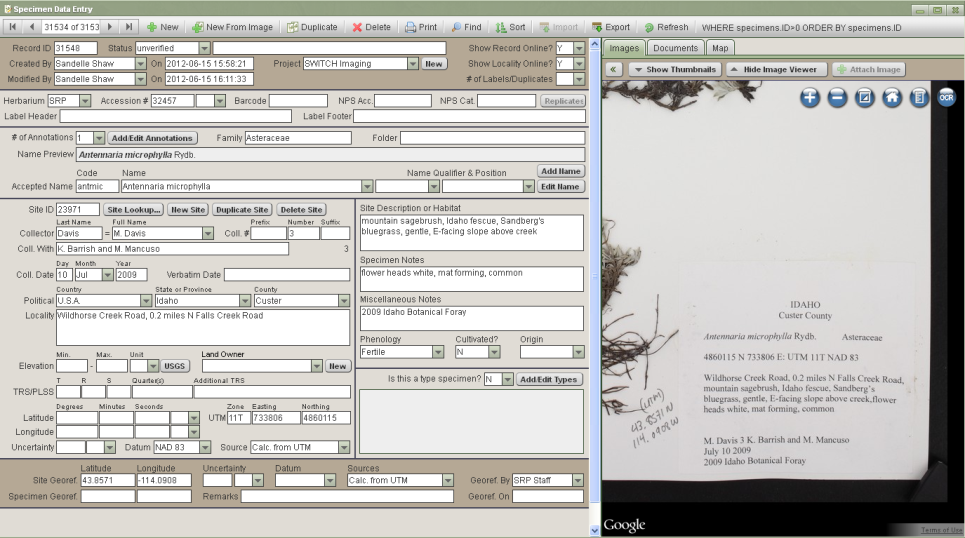 Specimen Data Entry
31534 of 3153 New New From Image Duplicate Delete Print Find Sort Import Export Refresh WHERE specimens.ID>0 ORDER BY specimens.ID
Record ID 31548 Status unverified Show Record Online? Y
Created By Sandelle Shaw On 2012-06-15 15:58:21 Project SWITCH Imaging New Show Locality Online? Y
Modified By Sandelle Shaw On 2012-06-15 16:11:33 # of Labels/Duplicates
Herbarium SRP Accession # 32457 Barcode NPS Acc. NPS Cat. Replicates
Label Header Label Footer
# of Annotations 1 Add/Edit Annotations Family Asteraceae Folder
Name Preview Antennaria microphylla Rydb.
Code Name Name Qualifier & Position Add Name
Accepted Name antmic Antennaria microphylla Edit Name
Site ID 23971 Site Lookup... New Site Duplicate Site Delete Site
Last Name Full Name Prefix Number Suffix
Collector Davis = M. Davis Coll. # 3
Coll. With K. Barrish and M. Mancuso 3
Day Month Year
Coll. Date 10 Jul 2009 Verbatim Date
Country State or Province County
Political U.S.A. Idaho Custer
Locality Wildhorse Creek Road, 0.2 miles N Falls Creek Road
Min. Max. Unit Land Owner
Elevation - USGS New
T R S Quarter(s) Additional TRS
TRS/PLSS
Degrees Minutes Seconds Zone Easting Northing
Latitude UTM 11T 733806 4860115
Longitude
Uncertainty Datum NAD 83 Source Calc. from UTM
Site Description or Habitat
mountain sagebrush, Idaho fescue, Sandberg's
bluegrass, gentle, E-facing slope above creek
Specimen Notes
flower heads white, mat forming, common
Miscellaneous Notes
2009 Idaho Botanical Foray
Phenology Cultivated? Origin
Fertile N
Is this a type specimen? N Add/Edit Types
Latitude Longitude Uncertainty Datum Sources
Site Georef. 43.8571 -114.0908 Calc. from UTM Georef. By SRP Staff
Specimen Georef. Remarks Georef. On
Images Documents Map
« Show Thumbnails Hide Image Viewer Attach Image
OCR
IDAHO
Custer County
Antennaria microphylla Rydb. Asteraceae
4860115 N 733806 E: UTM 11T NAD 83
Wildhorse Creek Road, 0.2 miles N Falls Creek Road,
mountain sagebrush, Idaho fescue, Sandberg's
bluegrass, gentle, E-facing slope above creek,flower
heads white, mat forming, common
M. Davis 3 K. Barrish and M. Mancuso
July 10 2009
2009 Idaho Botanical Foray
(UTM)
43.8571 N
114.0908 W
Google
Terms of Use